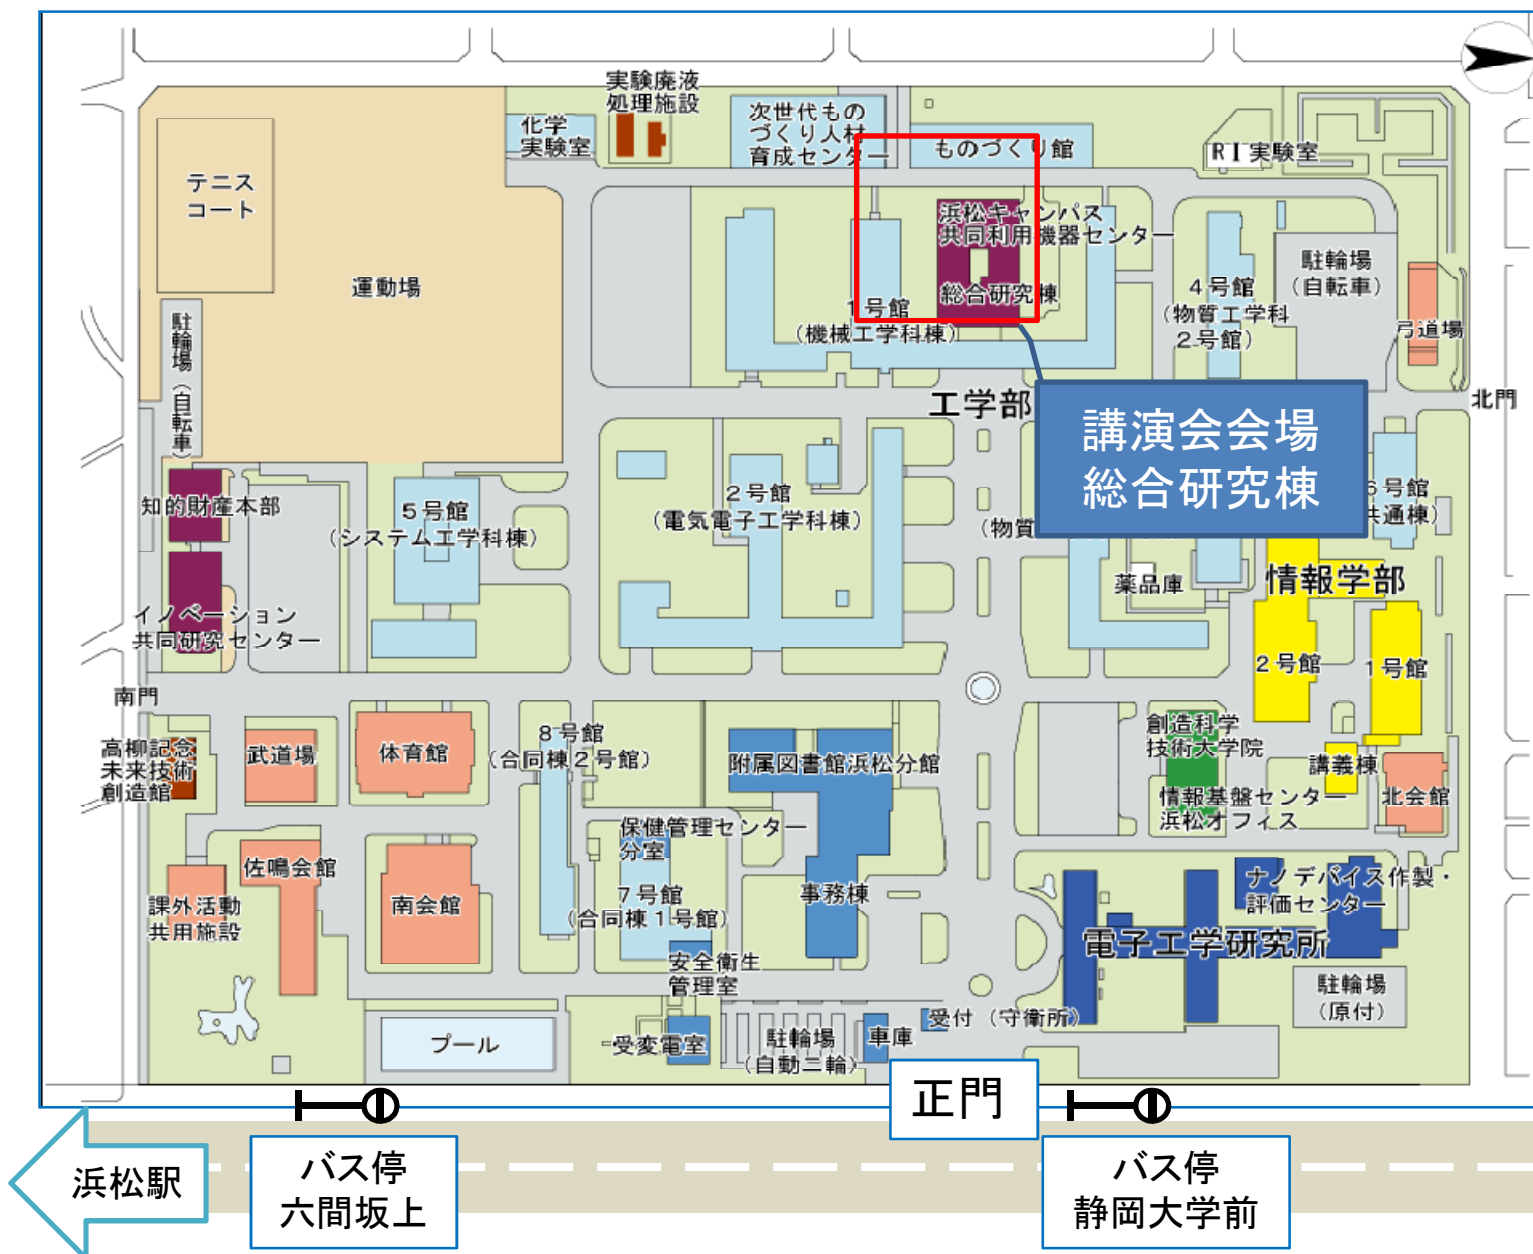 実験廃液
処理施設
化学
実験室
次世代もの
づくり人材
育成センター
ものづくり館
ＲＩ実験室
テニス
コート
運動場
浜松キャンパス
共同利用機器センター
総合研究棟
１号館
（機械工学科棟）
４号館
（物質工学科
２号館）
駐輪場
（自転車）
弓道場
駐輪場（自転車）
工学部
北門
講演会会場
総合研究棟
知的財産本部
５号館
（システム工学科棟）
２号館
（電気電子工学科棟）
（物質
６号館
共通棟）
薬品庫
情報学部
イノベーション
共同研究センター
２号館
１号館
南門
高柳記念
未来技術
創造館
武道場
体育館
８号館
（合同棟２号館）
附属図書館浜松分館
創造科学
技術大学院
講義棟
情報基盤センター
浜松オフィス
北会館
保健管理センター
分室
佐鳴会館
課外活動
共用施設
南会館
７号館
（合同棟１号館）
事務棟
ナノデバイス作製・
評価センター
電子工学研究所
安全衛生
管理室
駐輪場
（原付）
プール
受変電室
駐輪場
（自動二輪）
車庫
受付（守衛所）
正門
浜松駅
バス停
六間坂上
バス停
静岡大学前